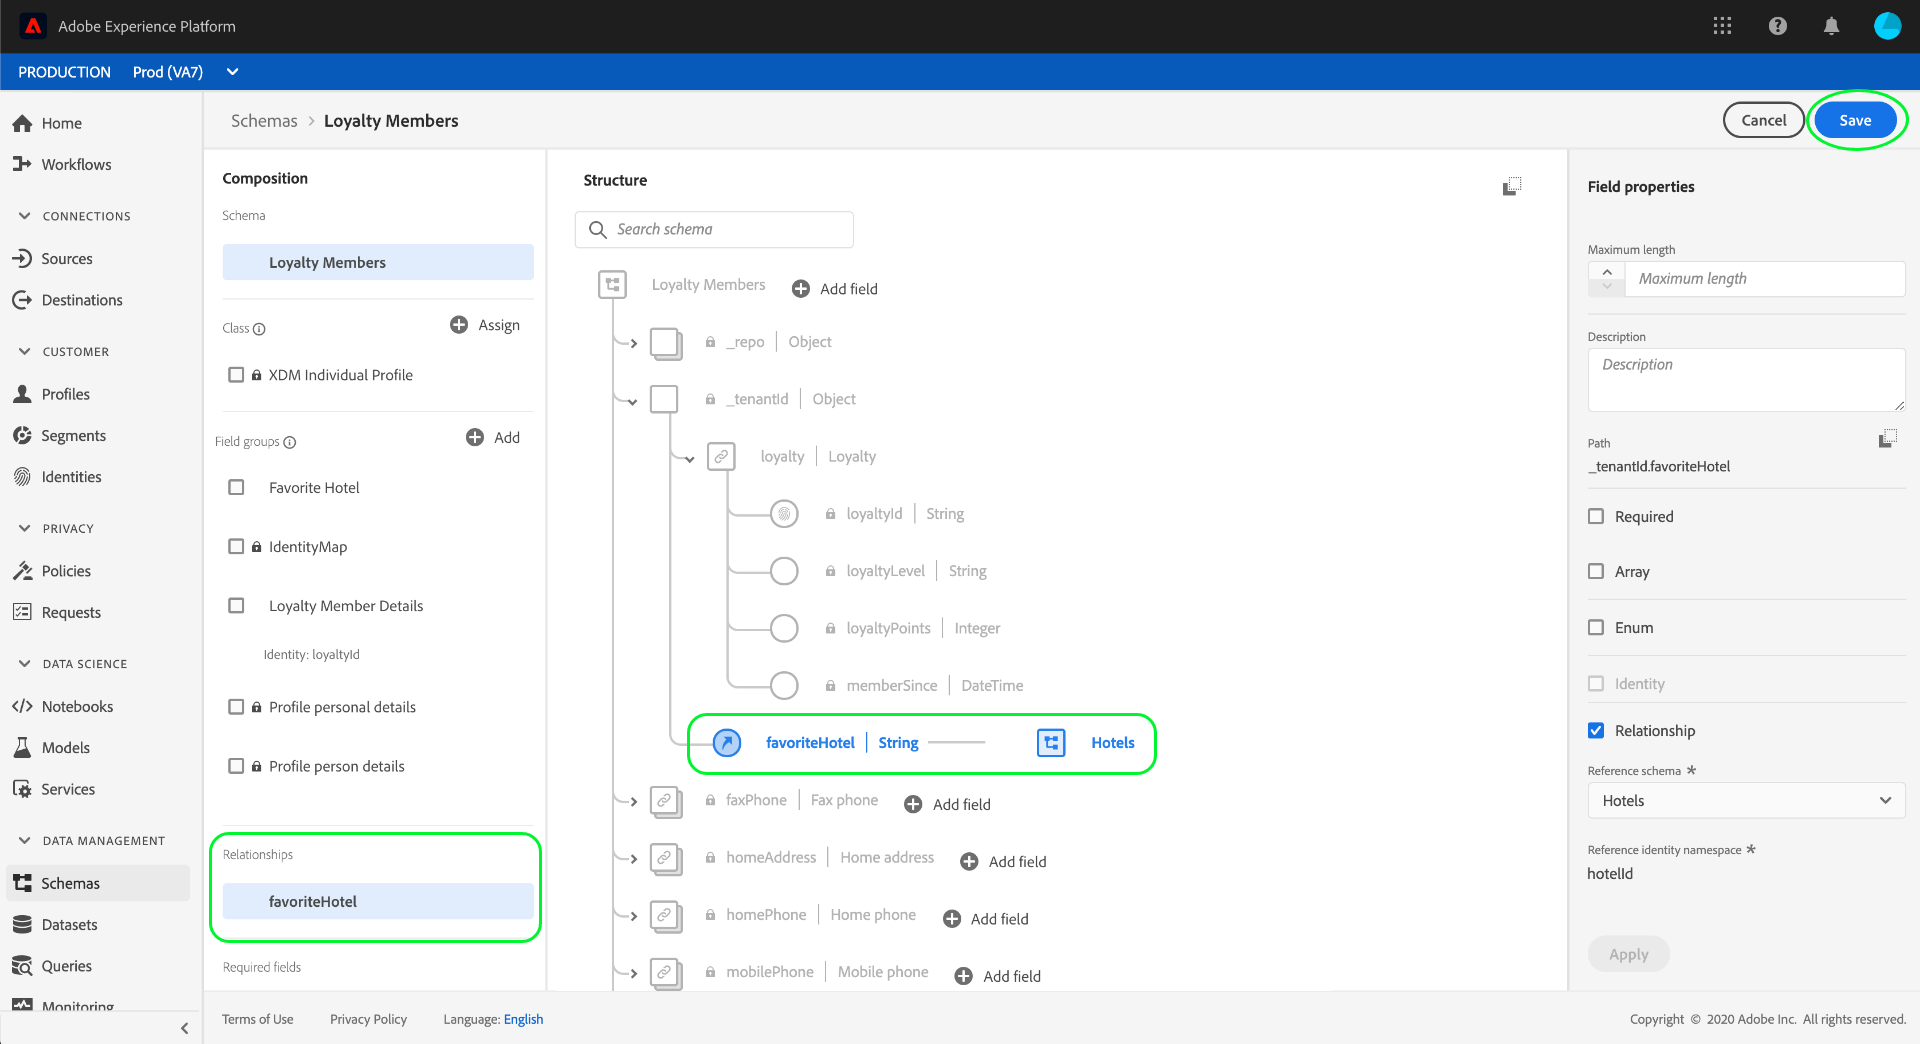 Adobe Experience Platform
PRODUCTION Prod (VA7)
Home
Workflows
CONNECTIONS
Sources
Destinations
CUSTOMER
Profiles
Segments
Identities
PRIVACY
Policies
Requests
DATA SCIENCE
Notebooks
Models
Services
DATA MANAGEMENT
Schemas
Datasets
Queries
Monitoring
Schemas > Loyalty Members
Cancel
Save
Composition
Schema
Loyalty Members
Class
Assign
XDM Individual Profile
Field groups
Add
Favorite Hotel
IdentityMap
Loyalty Member Details
Identity: loyaltyId
Profile personal details
Profile person details
Relationships
favoriteHotel
Required fields
Structure
Search schema
Loyalty Members Add field
_repo | Object
_tenantId | Object
loyalty | Loyalty
loyaltyId | String
loyaltyLevel | String
loyaltyPoints | Integer
memberSince | DateTime
favoriteHotel | String Hotels
faxPhone | Fax phone Add field
homeAddress | Home address Add field
homePhone | Home phone Add field
mobilePhone | Mobile phone Add field
Field properties
Maximum length
Maximum length
Description
Description
Path
_tenantId.favoriteHotel
Required
Array
Enum
Identity
Relationship
Reference schema *
Hotels
Reference identity namespace *
hotelId
Apply
Terms of Use Privacy Policy Language: English
Copyright © 2020 Adobe Inc. All rights reserved.